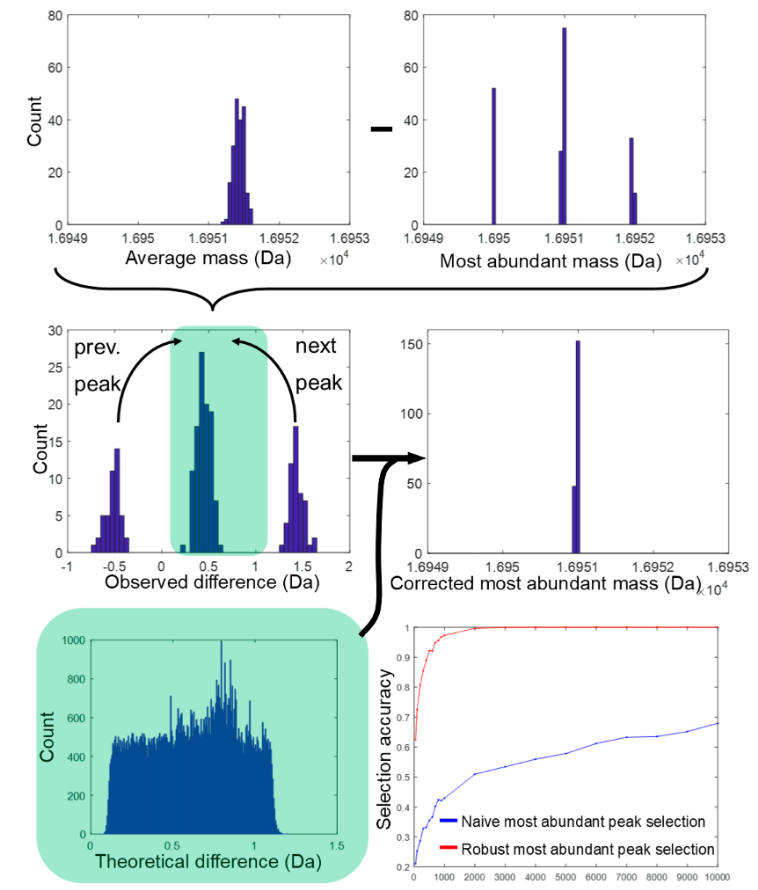 80
60
40
20
0
Count
1.6949 1.695 1.6951 1.6952 1.6953
Average mass (Da) ×10⁴
80
60
40
20
0
1.6949 1.695 1.6951 1.6952 1.6953
Most abundant mass (Da) ×10⁴
30
25
20
15
10
5
0
Count
prev.
peak
next
peak
-1 -0.5 0 0.5 1 1.5 2
Observed difference (Da)
150
100
50
0
1.6949 1.695 1.6951 1.6952 1.6953
Corrected most abundant mass (Da) ×10⁴
1000
800
600
400
200
0
Count
0 0.5 1 1.5
Theoretical difference (Da)
1
0.9
0.8
0.7
0.6
0.5
0.4
0.3
0.2
Selection accuracy
Naive most abundant peak selection
Robust most abundant peak selection
0 1000 2000 3000 4000 5000 6000 7000 8000 9000 10000